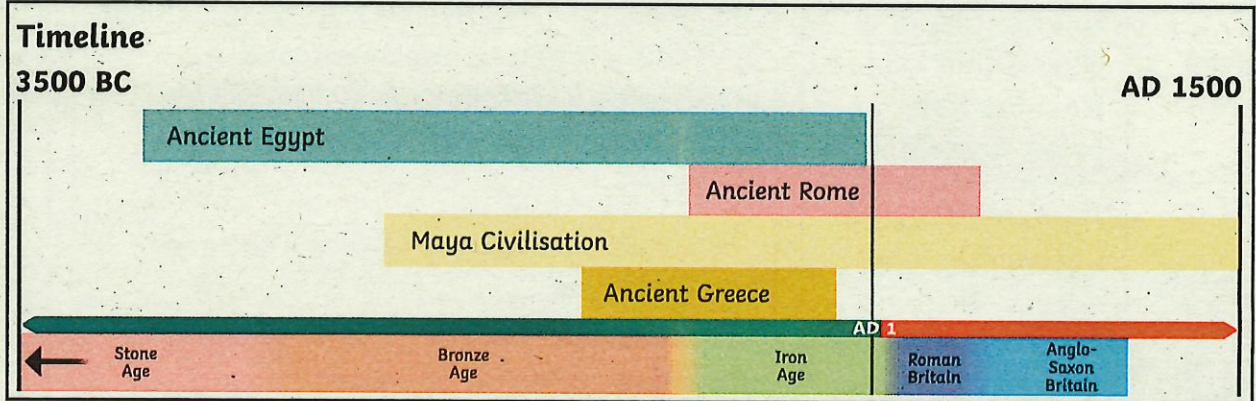 Timeline
3500 BC
AD 1500
Ancient Egypt
Ancient Rome
Maya Civilisation
Ancient Greece
AD 1
Stone
Age
Bronze
Age
Iron
Age
Roman
Britain
Anglo-
Saxon
Britain